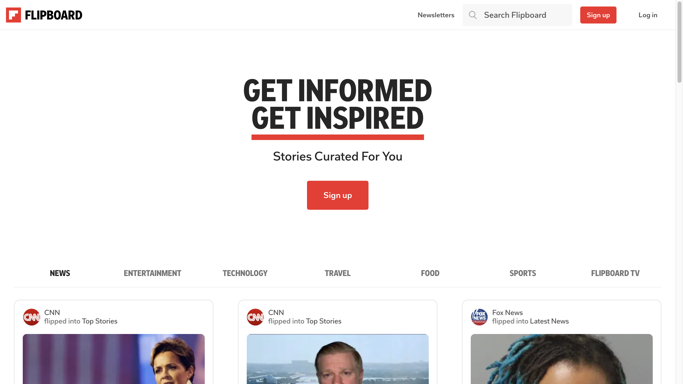 FLIPBOARD
Newsletters
Search Flipboard
Sign up
Log in
GET INFORMED
GET INSPIRED
Stories Curated For You
Sign up
NEWS
ENTERTAINMENT
TECHNOLOGY
TRAVEL
FOOD
SPORTS
FLIPBOARD TV
CNN
CNN
flipped into Top Stories
CNN
CNN
flipped into Top Stories
FOX NEWS
Fox News
flipped into Latest News